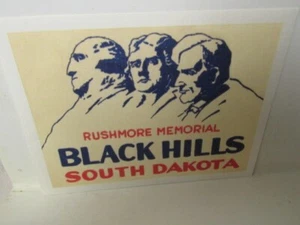 RUSHMORE MEMORIAL
BLACK HILLS
SOUTH DAKOTA